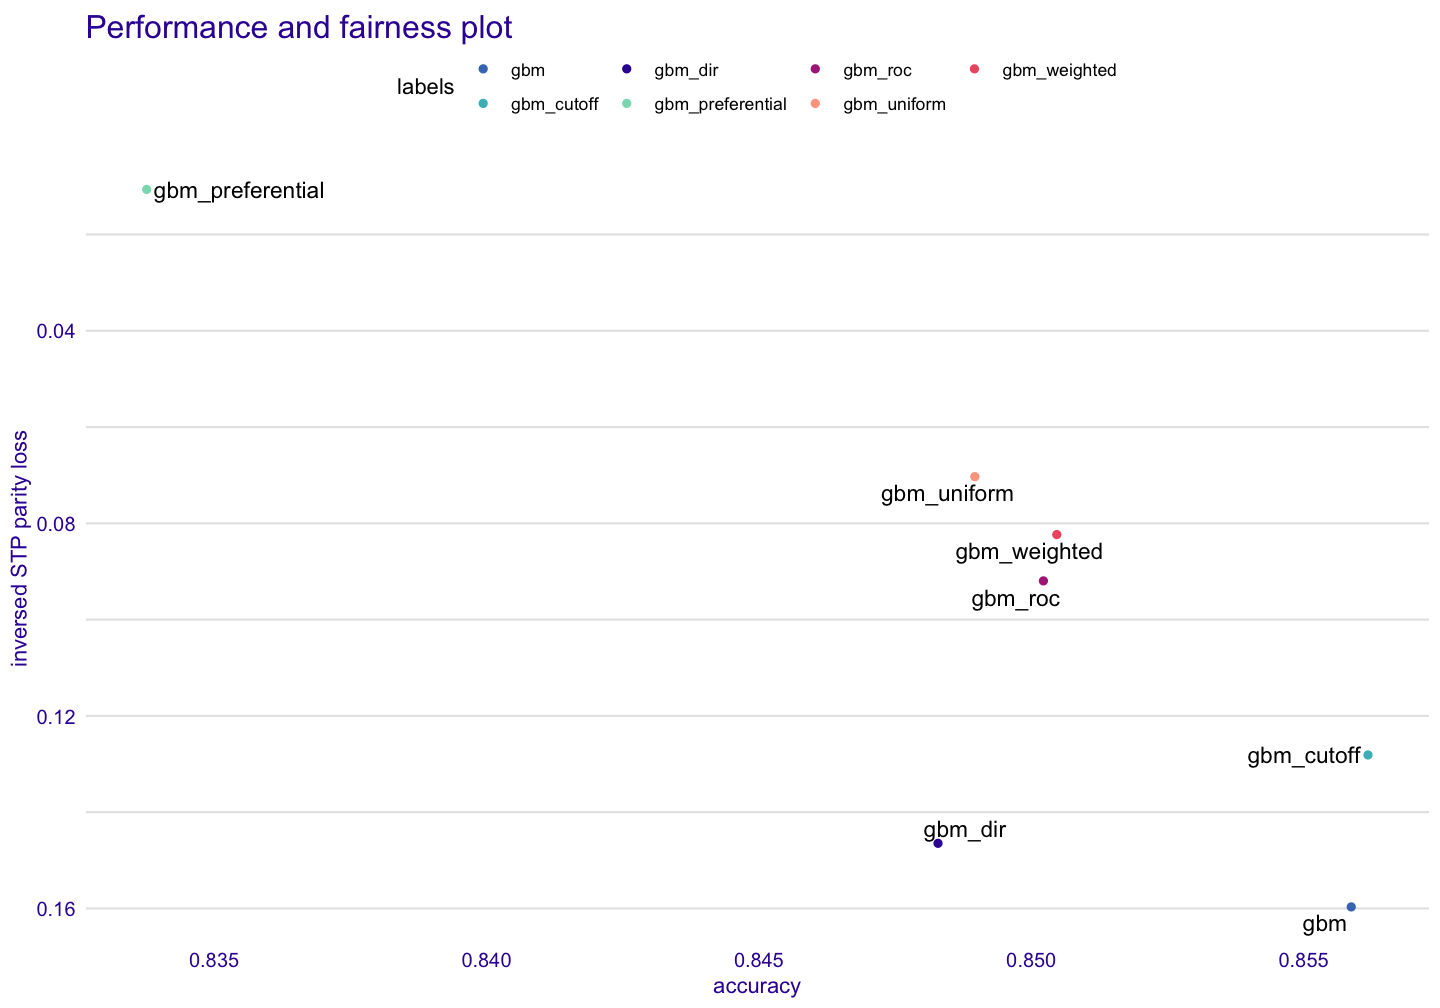 Performance and fairness plot
labels
gbm gbm_dir gbm_roc gbm_weighted
gbm_cutoff gbm_preferential gbm_uniform
gbm_preferential
0.04
gbm_uniform
0.08
gbm_weighted
gbm_roc
inversed STP parity loss
0.12
gbm_cutoff
gbm_dir
0.16
gbm
0.835 0.840 0.845 0.850 0.855
accuracy